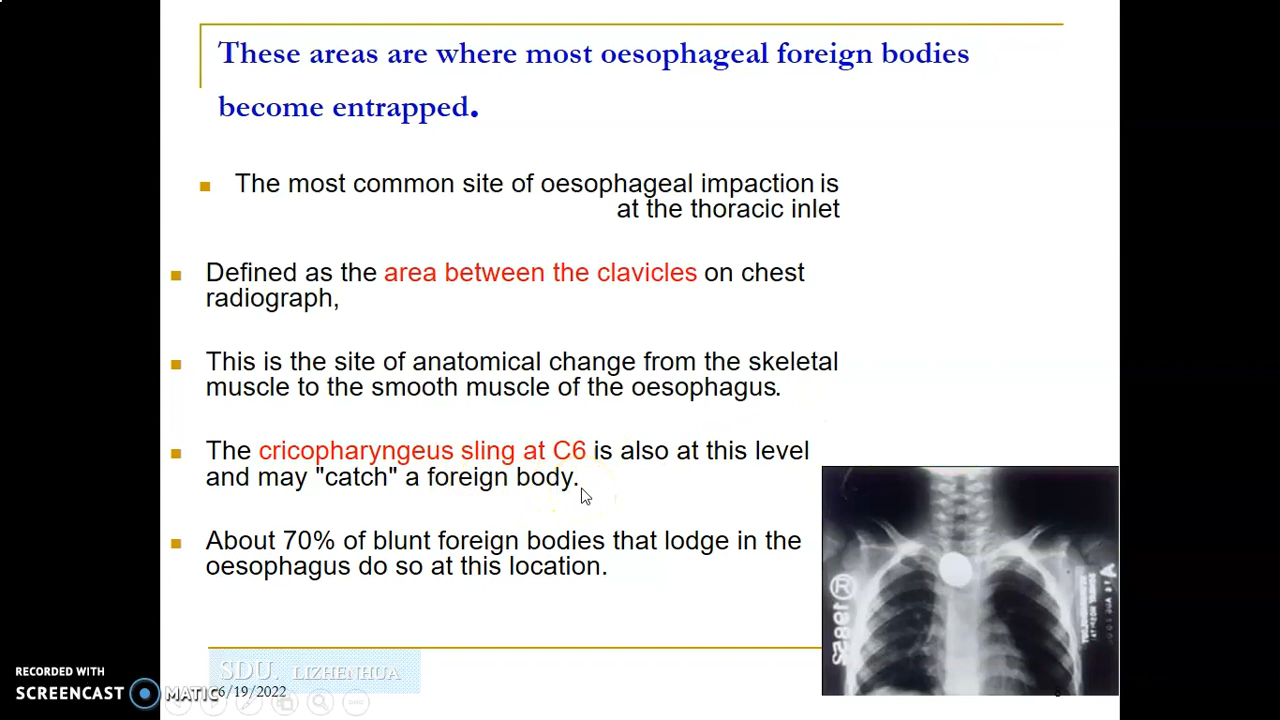 These areas are where most oesophageal foreign bodies
become entrapped.
The most common site of oesophageal impaction is
at the thoracic inlet
Defined as the area between the clavicles on chest
radiograph,
This is the site of anatomical change from the skeletal
muscle to the smooth muscle of the oesophagus.
The cricopharyngeus sling at C6 is also at this level
and may "catch" a foreign body.
About 70% of blunt foreign bodies that lodge in the
oesophagus do so at this location.
SDU. LIZHENHUA
6/19/2022
8
RECORDED WITH
SCREENCAST MATIC